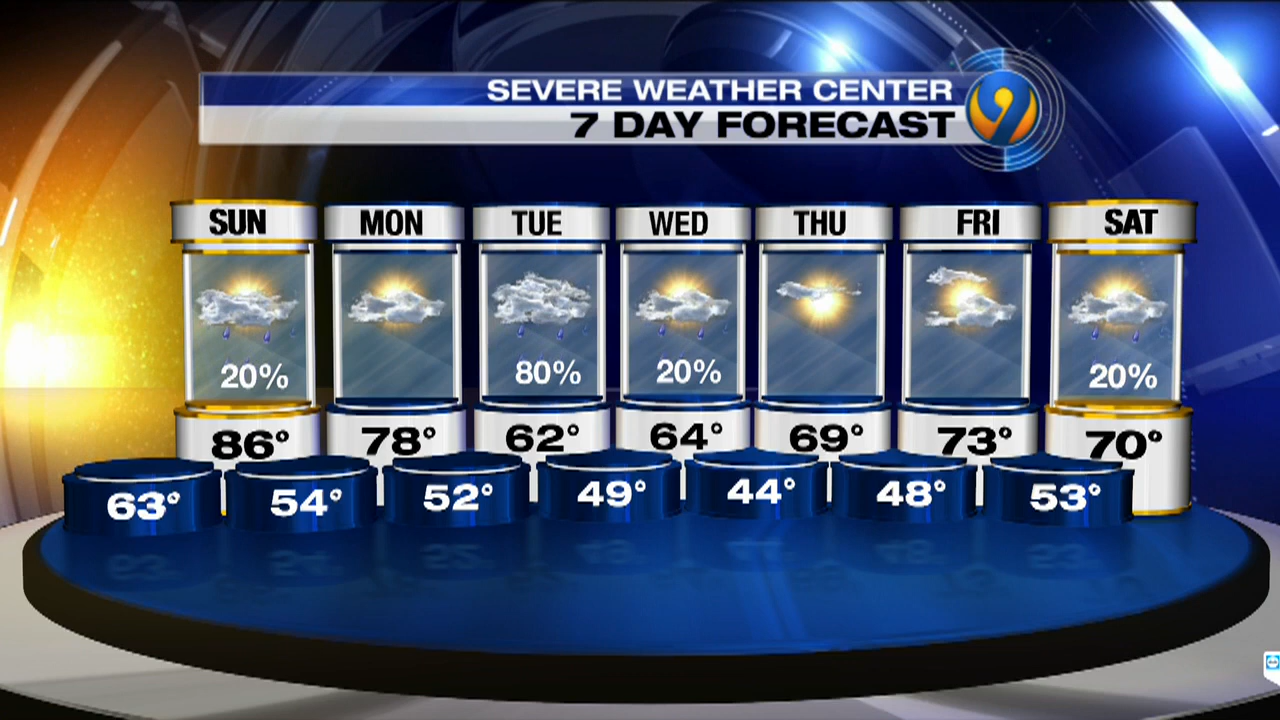 SEVERE WEATHER CENTER
7 DAY FORECAST
9
SUN MON TUE WED THU FRI SAT
20% 80% 20% 20%
86° 78° 62° 64° 69° 73° 70°
63° 54° 52° 49° 44° 48° 53°